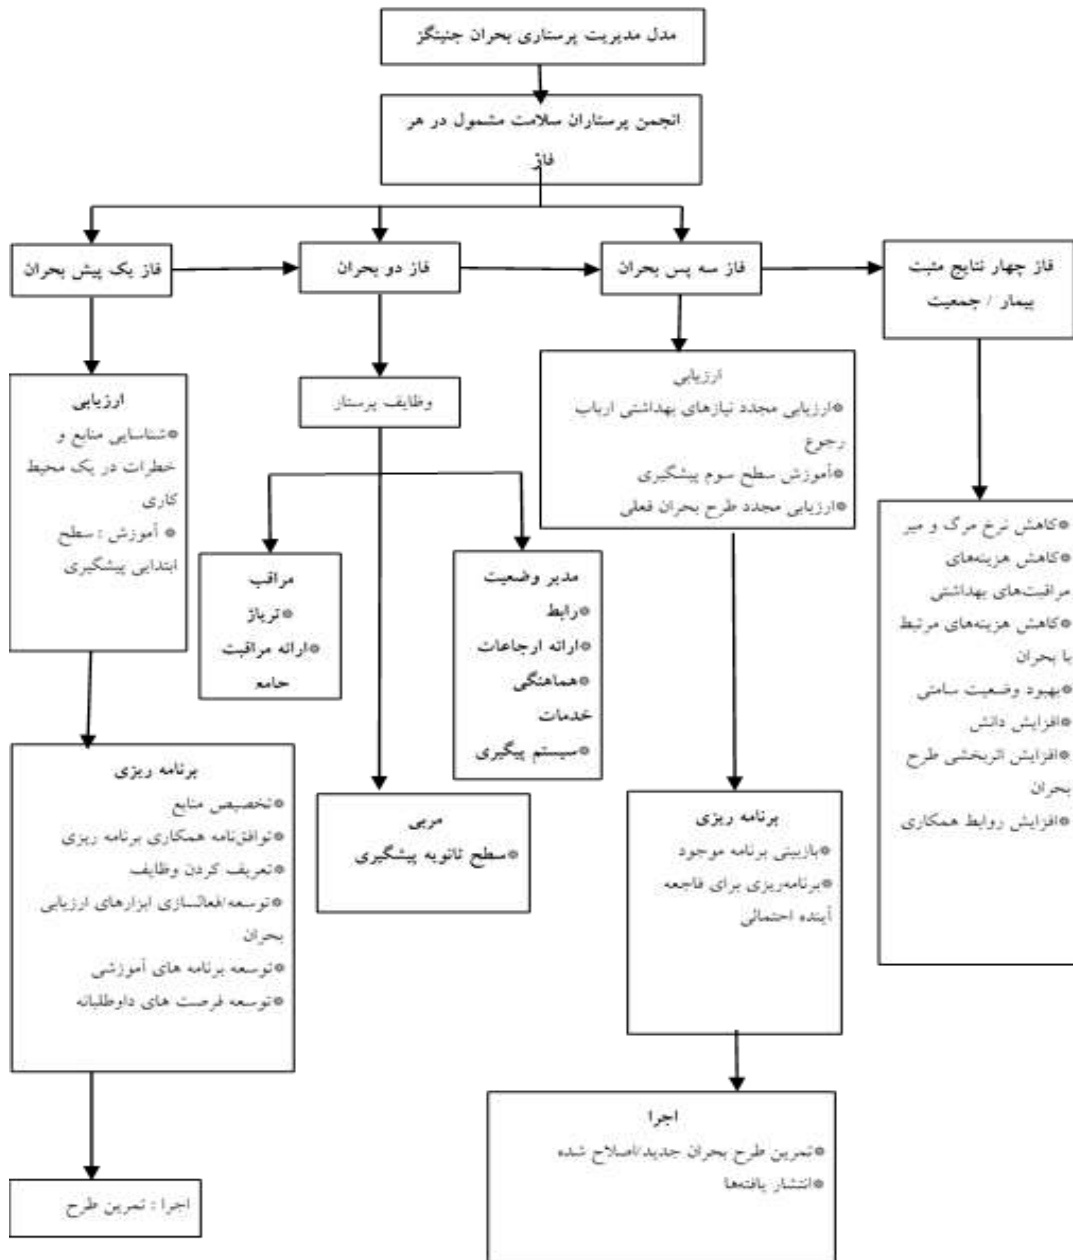 مدل مدیریت پرستاری بحران جنینگز
انجمن پرستاران سلامت مشمول در هر
فاز
فاز یک پیش بحران
فاز دو بحران
فاز سه پس بحران
فاز چهار نتایج مثبت
بیمار / جمعیت
ارزیابی
*شناسایی منابع و
خطرات در یک محیط
کاری
* آموزش : سطح
ابتدایی پیشگیری
برنامه ریزی
*تخصیص منابع
*توافق‌نامه همکاری برنامه ریزی
*تعریف کردن وظایف
*توسعه/فعالسازی ابزارهای ارزیابی
بحران
*توسعه برنامه های آموزشی
*توسعه فرصت های داوطلبانه
اجرا : تمرین طرح
وظایف پرستار
مراقب
*تریاژ
*ارائه مراقبت
جامع
مدیر وضعیت
*رابط
*ارائه ارجاعات
*هماهنگی
خدمات
*سیستم پیگیری
مربی
*سطح ثانویه پیشگیری
ارزیابی
*ارزیابی مجدد نیازهای بهداشتی ارباب
رجوع
*آموزش سطح سوم پیشگیری
*ارزیابی مجدد طرح بحران فعلی
برنامه ریزی
*بازبینی برنامه موجود
*برنامه‌ریزی برای فاجعه
آینده احتمالی
اجرا
*تمرین طرح بحران جدید/اصلاح شده
*انتشار یافته‌ها
*کاهش نرخ مرگ و میر
*کاهش هزینه‌های
مراقبت‌های بهداشتی
*کاهش هزینه‌های مرتبط
با بحران
*بهبود وضعیت سامتی
*افزایش دانش
*افزایش اثربخشی طرح
بحران
*افزایش روابط همکاری